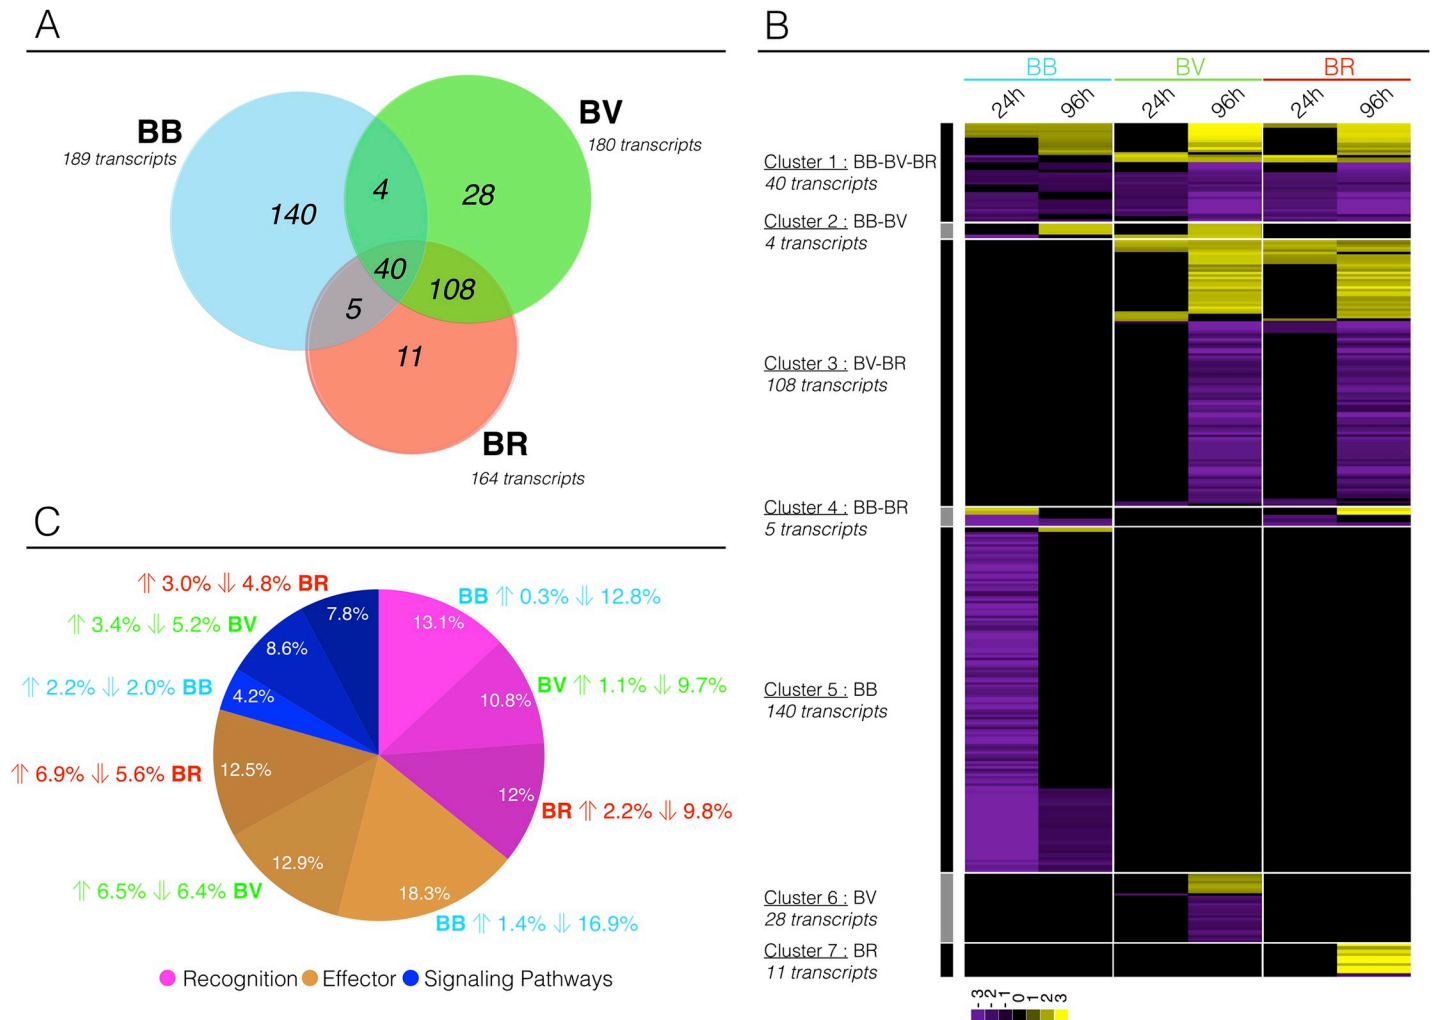 A
BB
189 transcripts
BV
180 transcripts
140
4
28
40
5
108
11
BR
164 transcripts
B
BB BV BR
24h 96h 24h 96h 24h 96h
Cluster 1 : BB-BV-BR
40 transcripts
Cluster 2 : BB-BV
4 transcripts
Cluster 3 : BV-BR
108 transcripts
Cluster 4 : BB-BR
5 transcripts
Cluster 5 : BB
140 transcripts
Cluster 6 : BV
28 transcripts
Cluster 7 : BR
11 transcripts
-3 -2 -1 0 1 2 3
C
⇑ 3.0% ⇓ 4.8% BR
⇑ 3.4% ⇓ 5.2% BV
⇑ 2.2% ⇓ 2.0% BB
⇑ 6.9% ⇓ 5.6% BR
⇑ 6.5% ⇓ 6.4% BV
7.8%
8.6%
4.2%
12.5%
12.9%
13.1%
10.8%
12%
18.3%
BB ⇑ 0.3% ⇓ 12.8%
BV ⇑ 1.1% ⇓ 9.7%
BR ⇑ 2.2% ⇓ 9.8%
BB ⇑ 1.4% ⇓ 16.9%
Recognition Effector Signaling Pathways